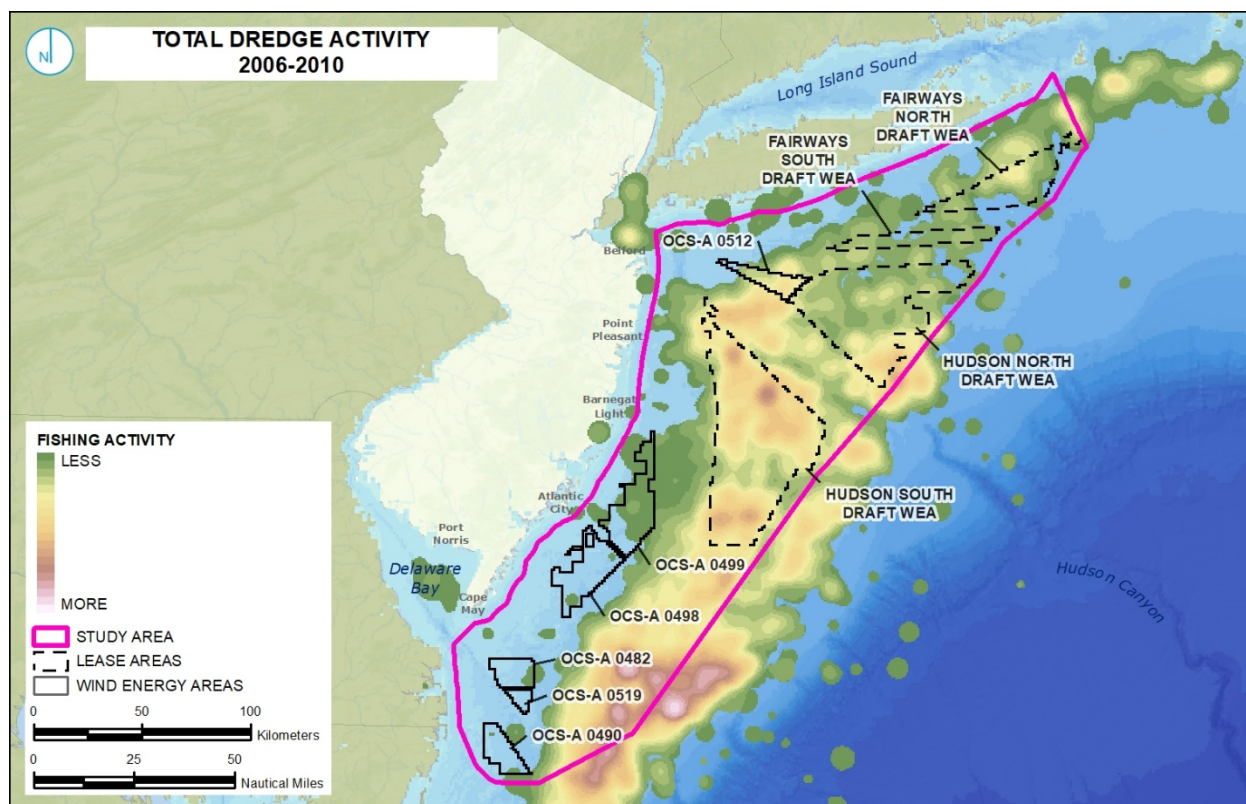 TOTAL DREDGE ACTIVITY
2006-2010
N
Long Island Sound
FAIRWAYS
NORTH
DRAFT WEA
FAIRWAYS
SOUTH
DRAFT WEA
OCS-A 0512
Belford
Point
Pleasant
HUDSON NORTH
DRAFT WEA
Barnegat
Light
HUDSON SOUTH
DRAFT WEA
Atlantic
City
Port
Norris
Delaware
Bay
Cape
May
OCS-A 0499
OCS-A 0498
Hudson Canyon
OCS-A 0482
OCS-A 0519
OCS-A 0490
FISHING ACTIVITY
LESS
MORE
STUDY AREA
LEASE AREAS
WIND ENERGY AREAS
0 50 100
Kilometers
0 25 50
Nautical Miles